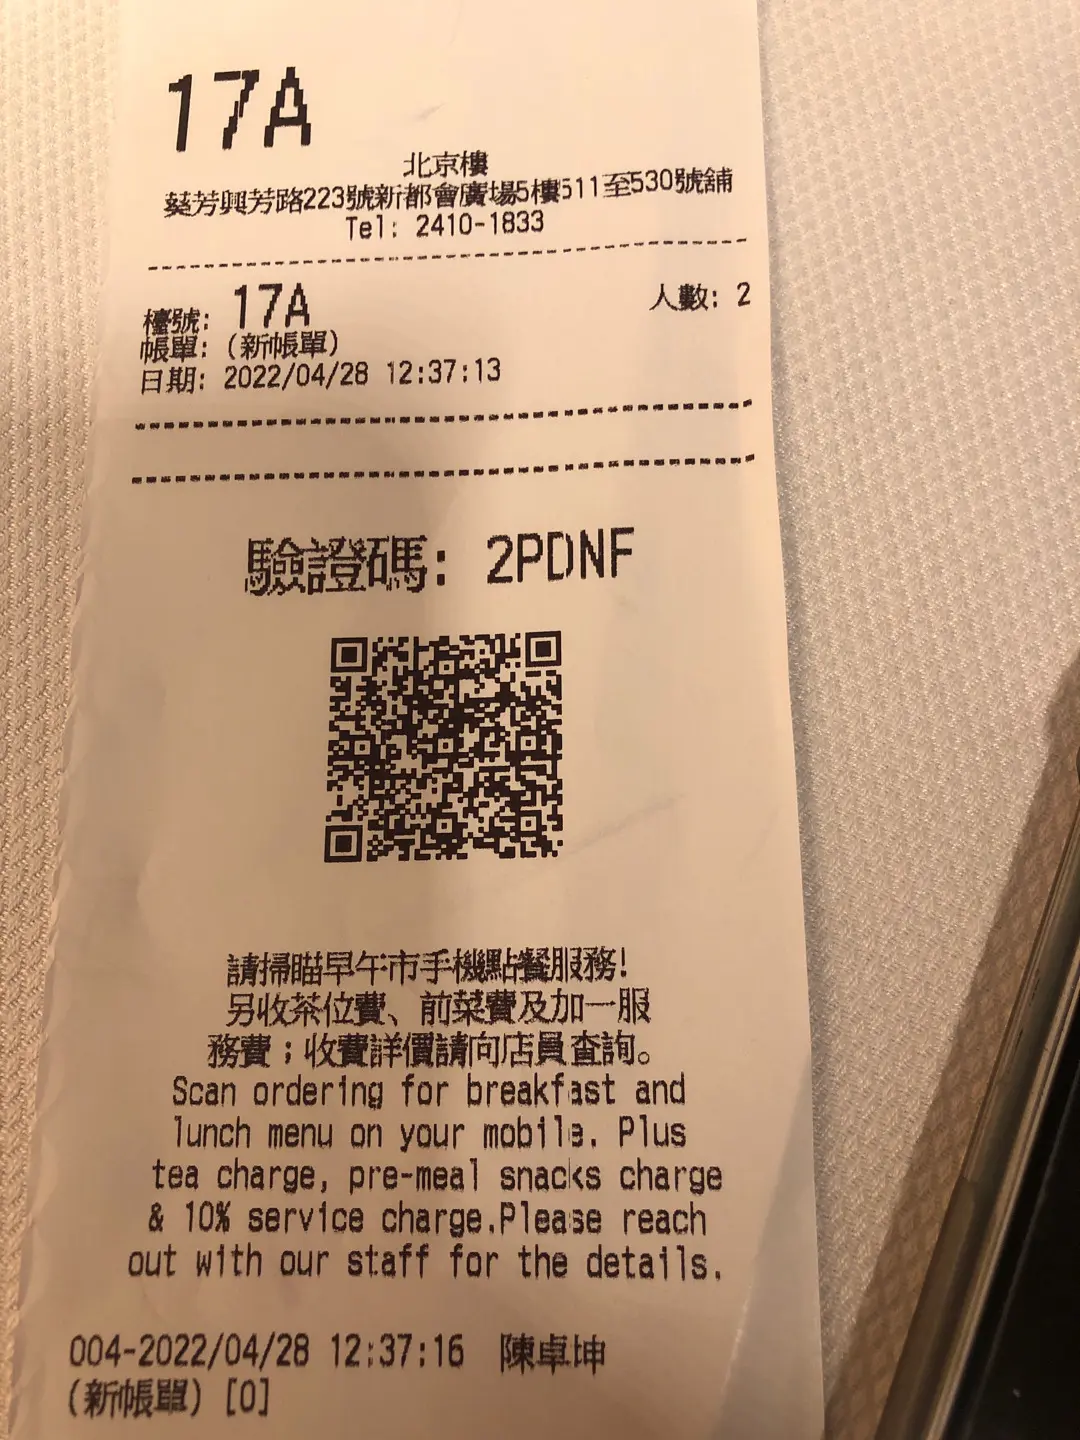 17A
北京樓
葵芳興芳路223號新都會廣場5樓511至530號舖
Tel: 2410-1833
檯號: 17A 人數: 2
帳單: (新帳單)
日期: 2022/04/28 12:37:13
驗證碼: 2PDNF
請掃瞄早午市手機點餐服務!
另收茶位費、前菜費及加一服
務費；收費詳價請向店員查詢。
Scan ordering for breakfast and
lunch menu on your mobile. Plus
tea charge, pre-meal snacks charge
& 10% service charge.Please reach
out with our staff for the details.
004-2022/04/28 12:37:16 陳卓坤
(新帳單) [0]